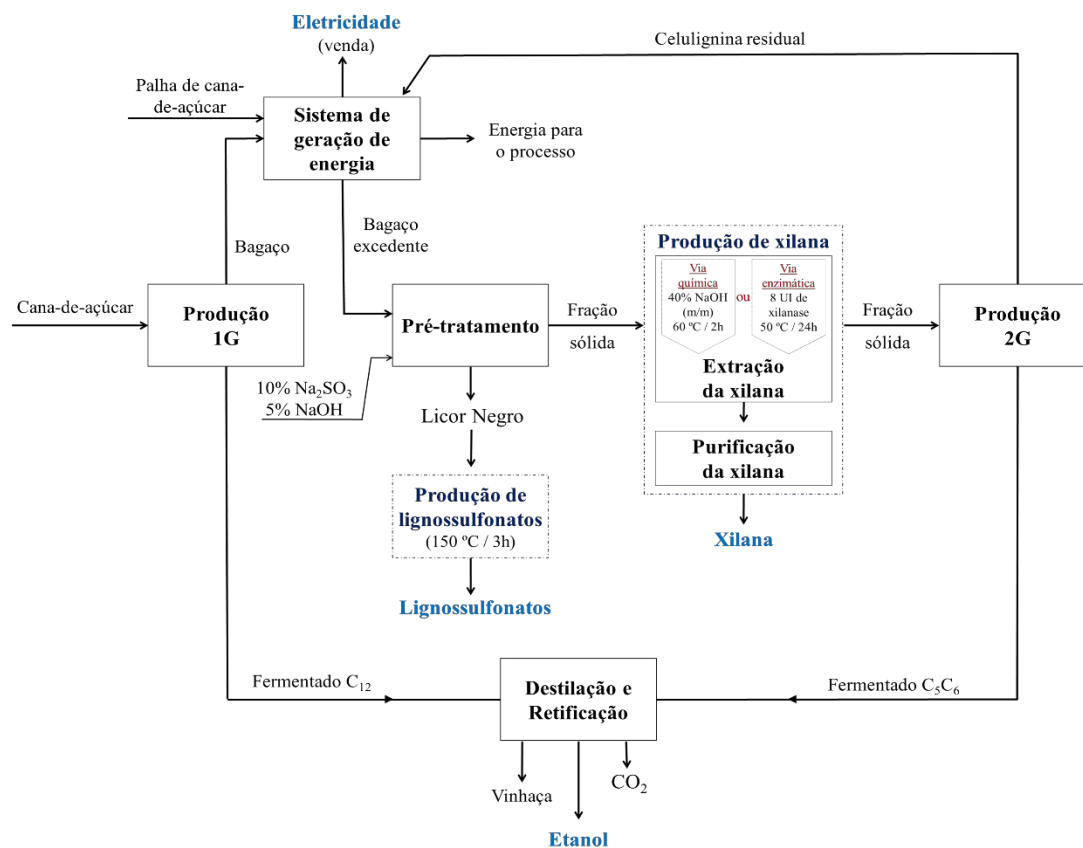 Eletricidade
(venda)
Celulignina residual
Palha de cana-
de-açúcar
Sistema de
geração de
energia
Energia para
o processo
Bagaço
Bagaço
excedente
Cana-de-açúcar
Produção
1G
Pré-tratamento
10% Na₂SO₃
5% NaOH
Fração
sólida
Produção de xilana
Via
química
40% NaOH
(m/m)
60 ºC / 2h
ou
Via
enzimática
8 UI de
xilanase
50 ºC / 24h
Extração
da xilana
Purificação
da xilana
Xilana
Fração
sólida
Produção
2G
Licor Negro
Produção de
lignossulfonatos
(150 ºC / 3h)
Lignossulfonatos
Fermentado C₁₂
Destilação e
Retificação
Fermentado C₅C₆
Vinhaça
CO₂
Etanol